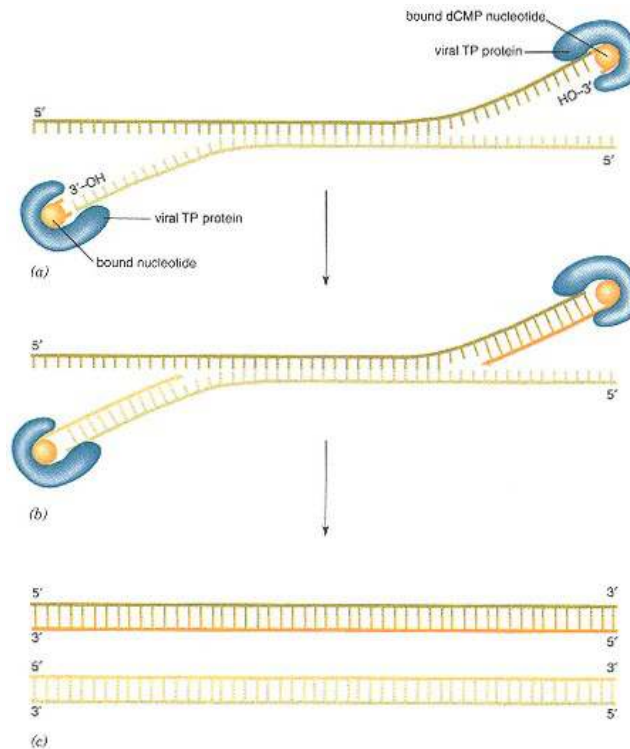 bound dCMP nucleotide
viral TP protein
HO–3′
5′
5′
3′–OH
viral TP protein
bound nucleotide
(a)
5′
5′
(b)
5′ 3′
3′ 5′
5′ 3′
3′ 5′
(c)